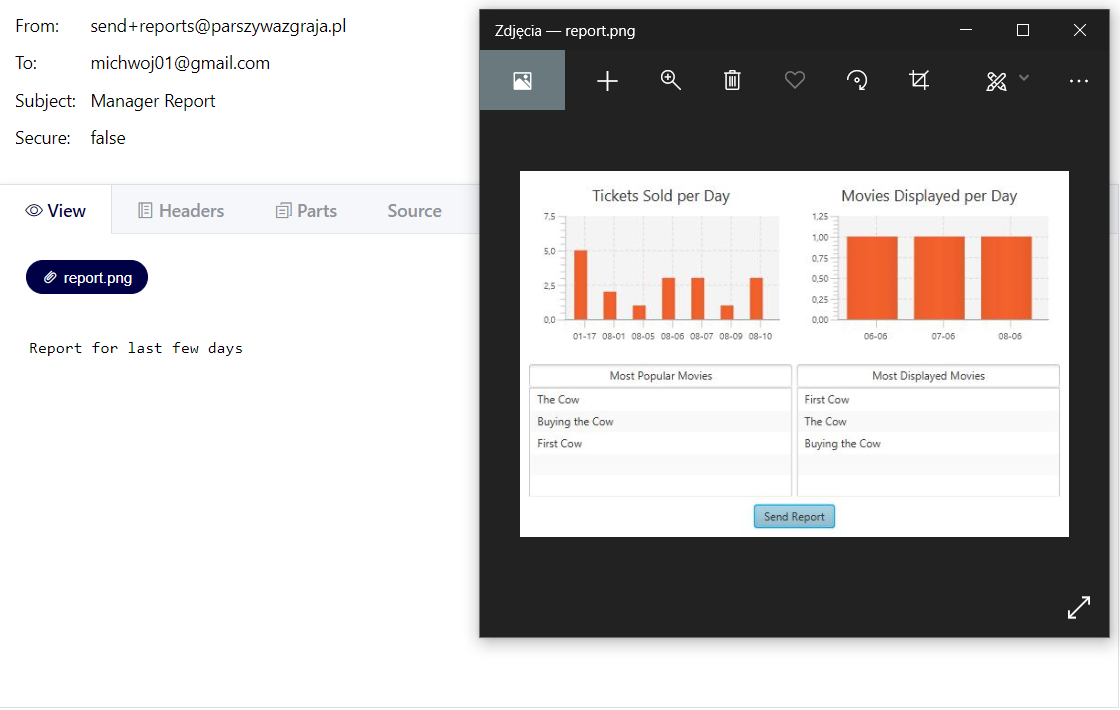 From: send+reports@parszywazgraja.pl
To: michwoj01@gmail.com
Subject: Manager Report
Secure: false
View Headers Parts Source
report.png
Report for last few days
Zdjęcia — report.png
Tickets Sold per Day
7,5
5,0
2,5
0,0
01-17 08-01 08-05 08-06 08-07 08-09 08-10
Movies Displayed per Day
1,25
1,00
0,75
0,50
0,25
0,00
06-06 07-06 08-06
Most Popular Movies
The Cow
Buying the Cow
First Cow
Most Displayed Movies
First Cow
The Cow
Buying the Cow
Send Report